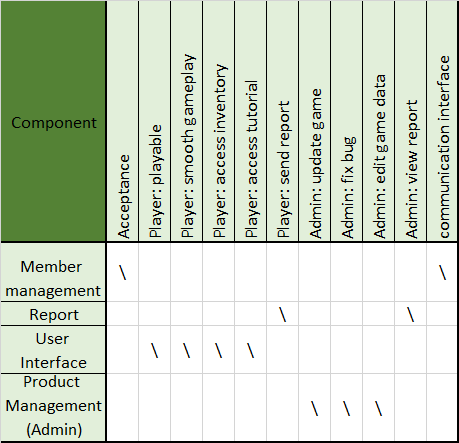 Component
Acceptance
Player: playable
Player: smooth gameplay
Player: access inventory
Player: access tutorial
Player: send report
Admin: update game
Admin: fix bug
Admin: edit game data
Admin: view report
communication interface
Member
management
\ \
Report
\ \
User
Interface
\ \ \ \
Product
Management
(Admin)
\ \ \